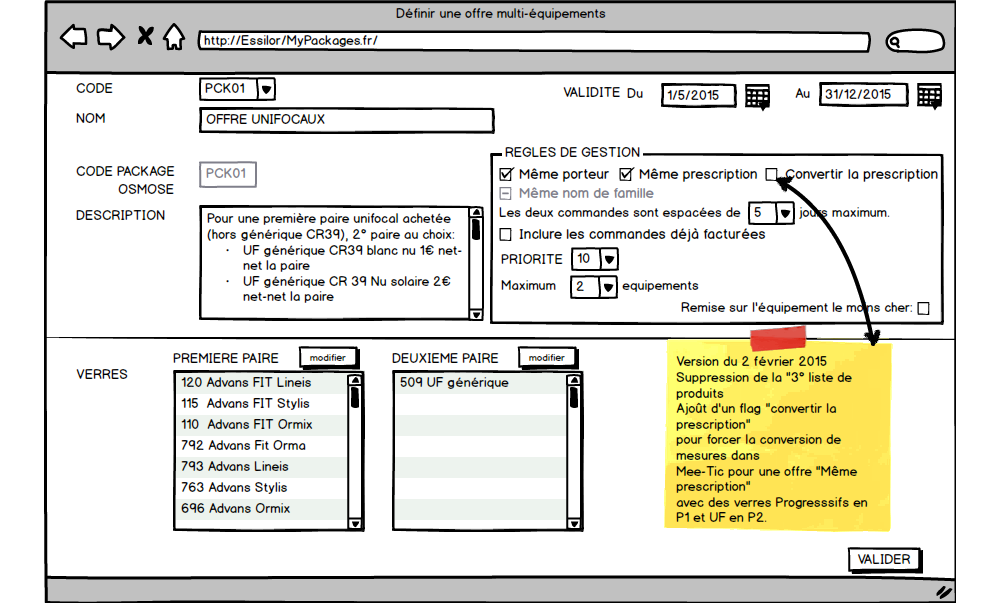 Définir une offre multi-équipements
http://Essilor/MyPackages.fr/
CODE
PCK01
VALIDITE Du
1/5/2015
Au
31/12/2015
NOM
OFFRE UNIFOCAUX
CODE PACKAGE
OSMOSE
PCK01
DESCRIPTION
Pour une première paire unifocal achetée
(hors générique CR39), 2° paire au choix:
· UF générique CR39 blanc nu 1€ net-
net la paire
· UF générique CR 39 Nu solaire 2€
net-net la paire
REGLES DE GESTION
Même porteur
Même prescription
Convertir la prescription
Même nom de famille
Les deux commandes sont espacées de 5 jours maximum.
Inclure les commandes déjà facturées
PRIORITE 10
Maximum 2 equipements
Remise sur l'équipement le moins cher:
VERRES
PREMIERE PAIRE
modifier
120 Advans FIT Lineis
115 Advans FIT Stylis
110 Advans FIT Ormix
792 Advans Fit Orma
793 Advans Lineis
763 Advans Stylis
696 Advans Ormix
DEUXIEME PAIRE
modifier
509 UF générique
Version du 2 février 2015
Suppression de la "3° liste de
produits
Ajoût d'un flag "convertir la
prescription"
pour forcer la conversion de
mesures dans
Mee-Tic pour une offre "Même
prescription"
avec des verres Progresssifs en
P1 et UF en P2.
VALIDER